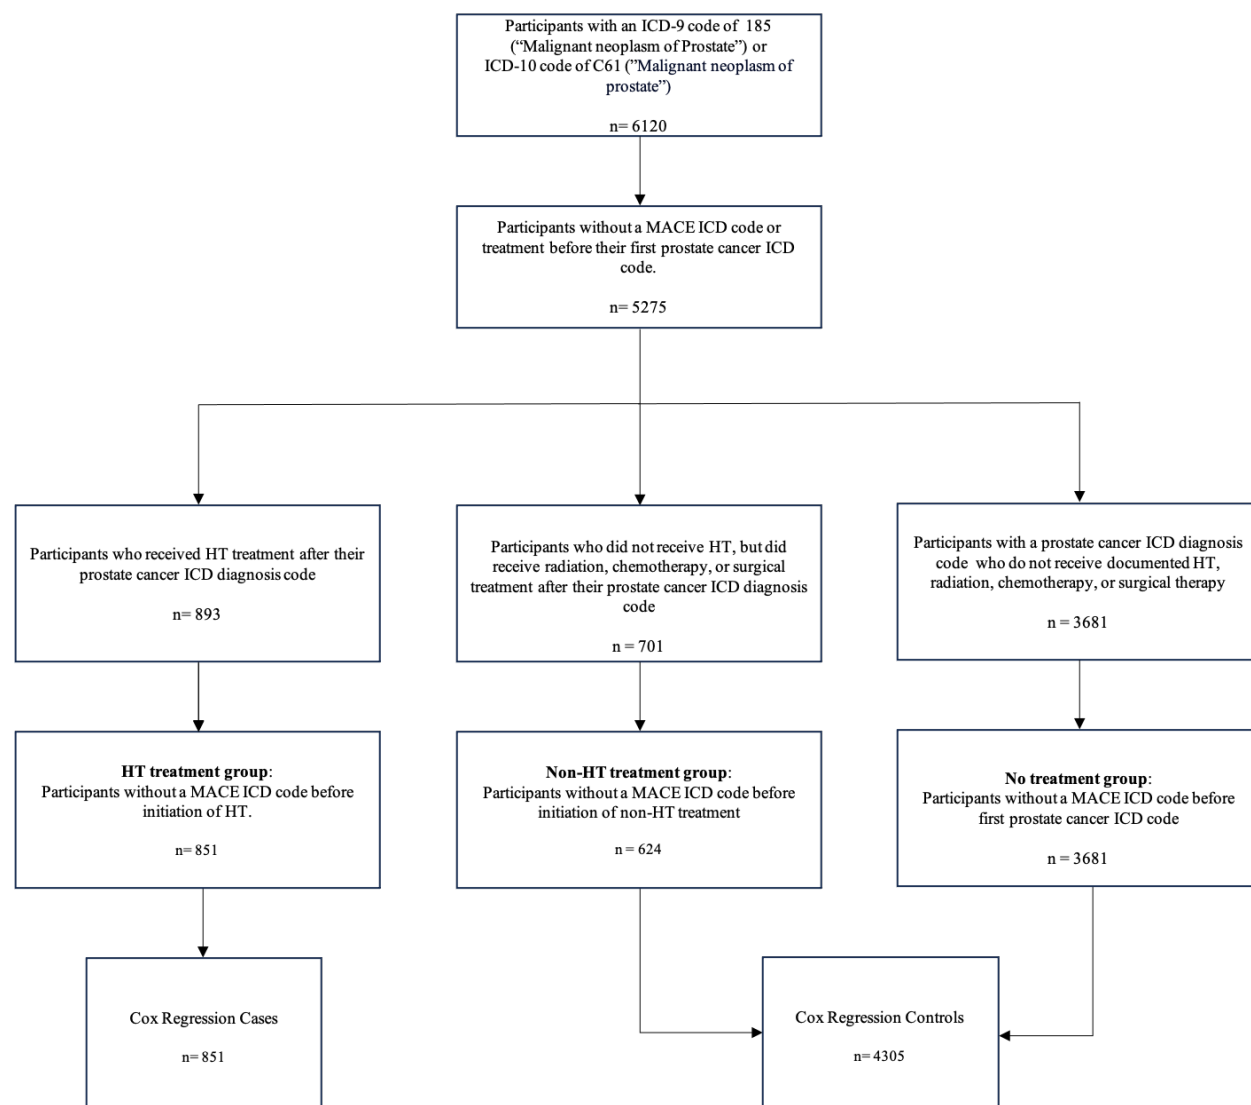 Participants with an ICD-9 code of 185
(“Malignant neoplasm of Prostate”) or
ICD-10 code of C61 (”Malignant neoplasm of
prostate”)
n= 6120
Participants without a MACE ICD code or
treatment before their first prostate cancer ICD
code.
n= 5275
Participants who received HT treatment after their
prostate cancer ICD diagnosis code
n= 893
Participants who did not receive HT, but did
receive radiation, chemotherapy, or surgical
treatment after their prostate cancer ICD diagnosis
code
n = 701
Participants with a prostate cancer ICD diagnosis
code who do not receive documented HT,
radiation, chemotherapy, or surgical therapy
n = 3681
HT treatment group:
Participants without a MACE ICD code before
initiation of HT.
n= 851
Non-HT treatment group:
Participants without a MACE ICD code before
initiation of non-HT treatment
n = 624
No treatment group:
Participants without a MACE ICD code before
first prostate cancer ICD code
n = 3681
Cox Regression Cases
n= 851
Cox Regression Controls
n= 4305